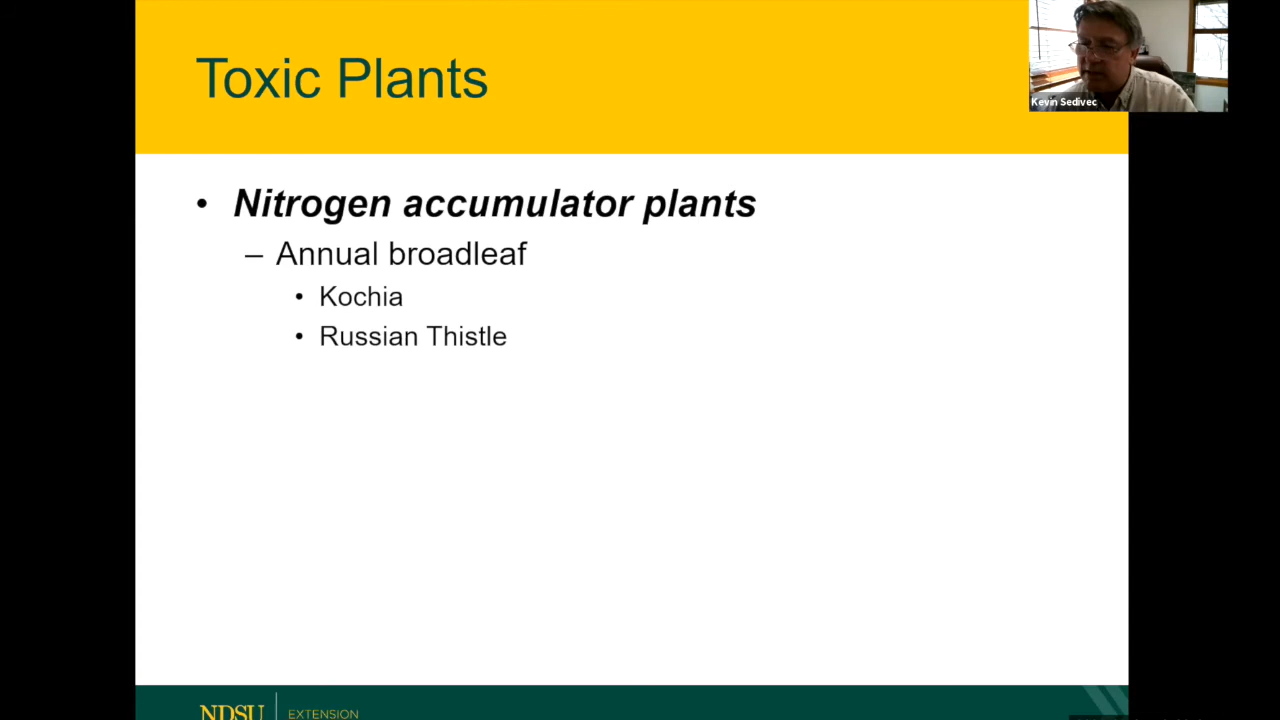 Toxic Plants
Kevin Sedivec
• Nitrogen accumulator plants
– Annual broadleaf
• Kochia
• Russian Thistle
NDSU EXTENSION